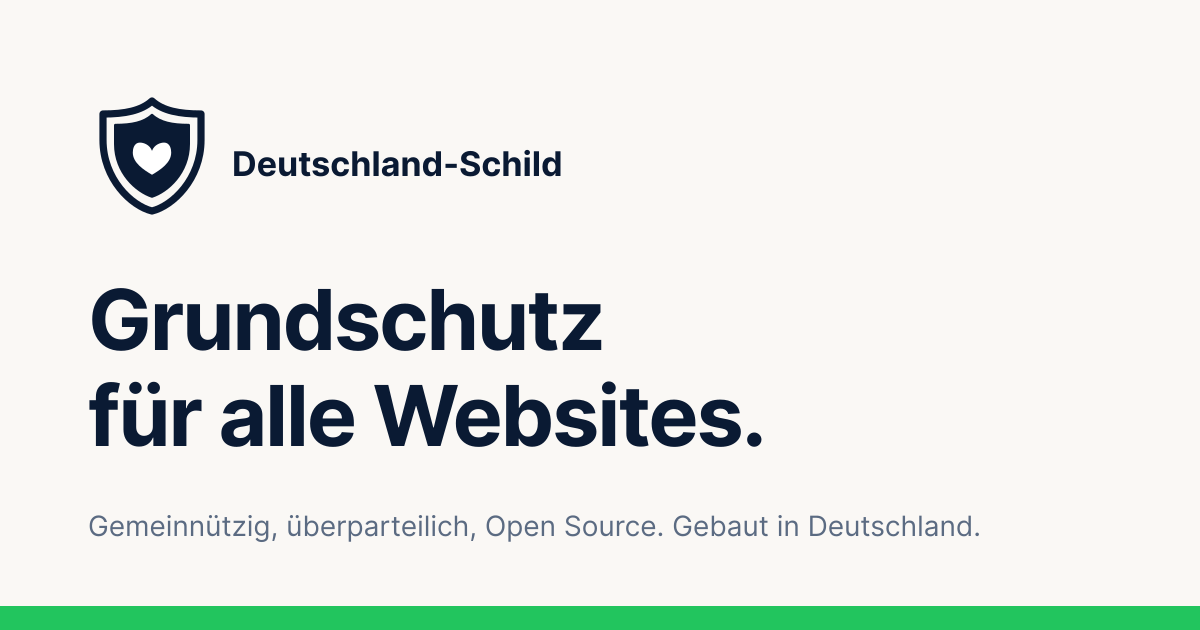 Deutschland-Schild
Grundschutz
für alle Websites.
Gemeinnützig, überparteilich, Open Source. Gebaut in Deutschland.